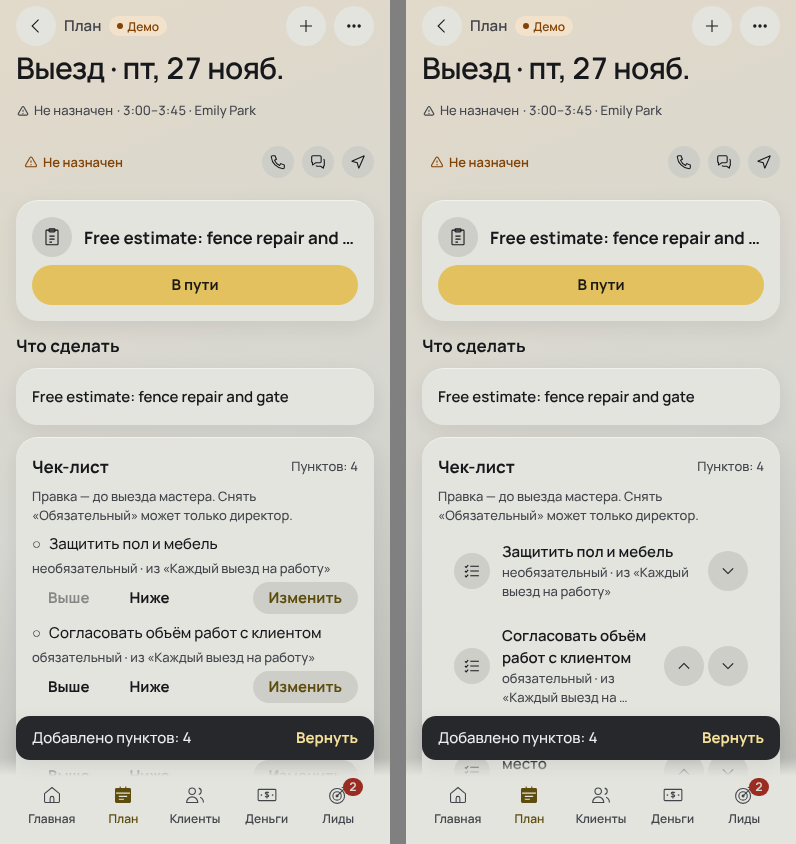 План
Демо
Выезд · пт, 27 нояб.
Не назначен · 3:00–3:45 · Emily Park
Не назначен
Free estimate: fence repair and ...
В пути
Что сделать
Free estimate: fence repair and gate
Чек-лист
Пунктов: 4
Правка — до выезда мастера. Снять
«Обязательный» может только директор.
Защитить пол и мебель
необязательный · из «Каждый выезд на работу»
Выше Ниже Изменить
Согласовать объём работ с клиентом
обязательный · из «Каждый выезд на работу»
Выше Ниже Изменить
Добавлено пунктов: 4 Вернуть
Выше Ниже Изменить
Главная План Клиенты Деньги Лиды
2
План
Демо
Выезд · пт, 27 нояб.
Не назначен · 3:00–3:45 · Emily Park
Не назначен
Free estimate: fence repair and ...
В пути
Что сделать
Free estimate: fence repair and gate
Чек-лист
Пунктов: 4
Правка — до выезда мастера. Снять
«Обязательный» может только директор.
Защитить пол и мебель
необязательный · из «Каждый
выезд на работу»
Согласовать объём
работ с клиентом
обязательный · из
«Каждый выезд на ...
Добавлено пунктов: 4 Вернуть
место
Главная План Клиенты Деньги Лиды
2